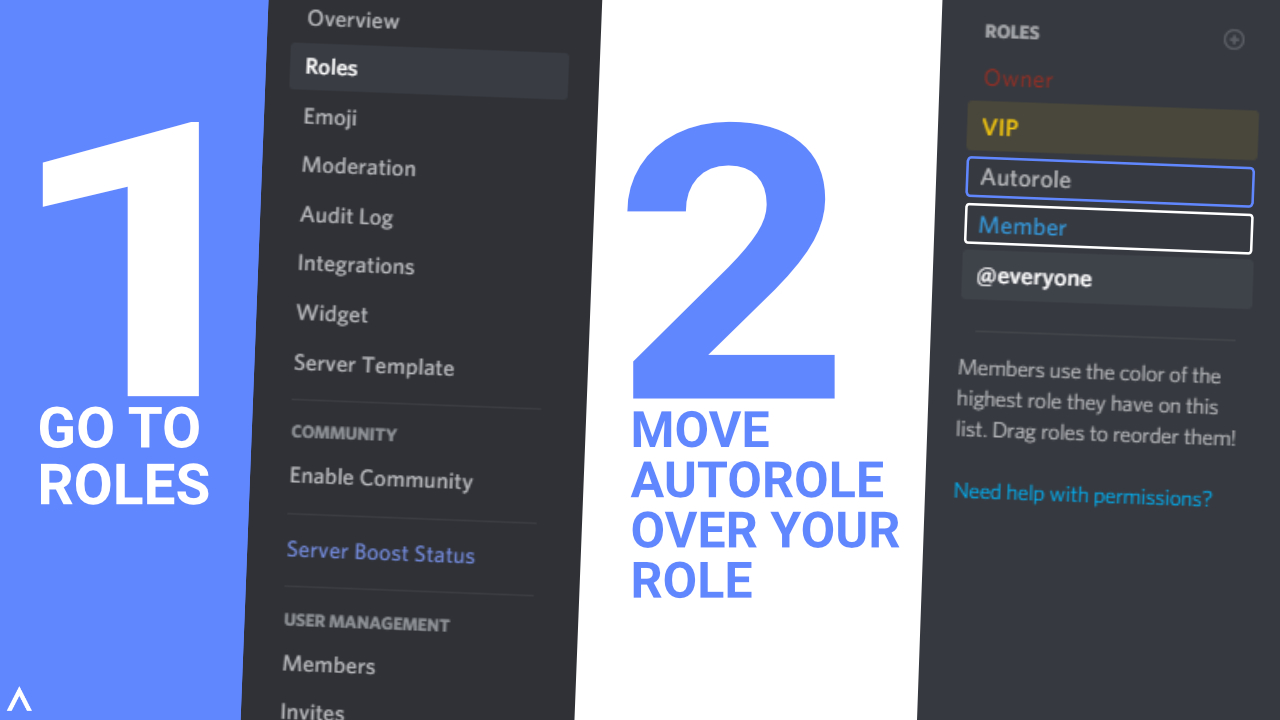 1
GO TO
ROLES
Overview
Roles
Emoji
Moderation
Audit Log
Integrations
Widget
Server Template
COMMUNITY
Enable Community
Server Boost Status
USER MANAGEMENT
Members
Invites
2
MOVE
AUTOROLE
OVER YOUR
ROLE
ROLES
Owner
VIP
Autorole
Member
@everyone
Members use the color of the
highest role they have on this
list. Drag roles to reorder them!
Need help with permissions?